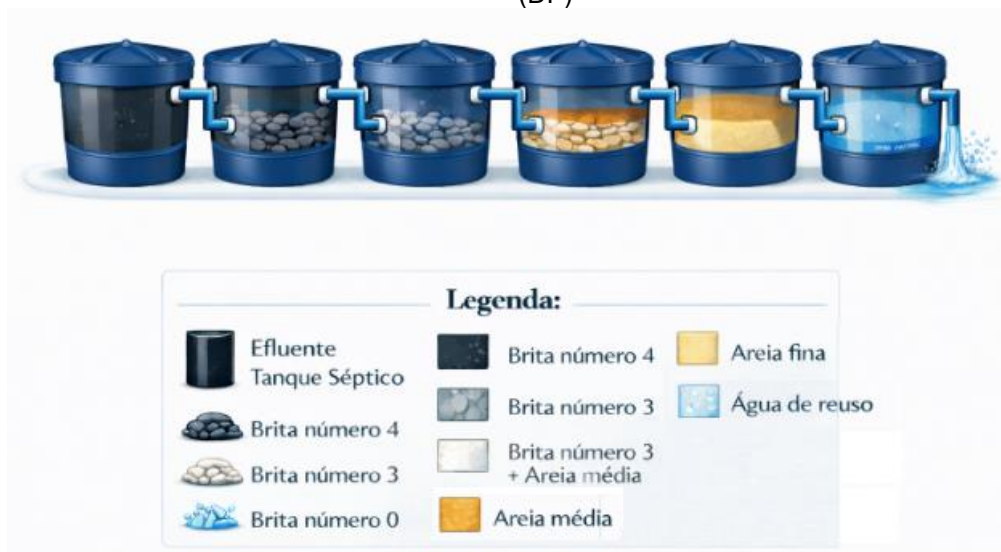 Legenda:
Efluente
Tanque Séptico
Brita número 4
Brita número 3
Brita número 0
Brita número 4
Brita número 3
Brita número 3
+ Areia média
Areia média
Areia fina
Água de reuso